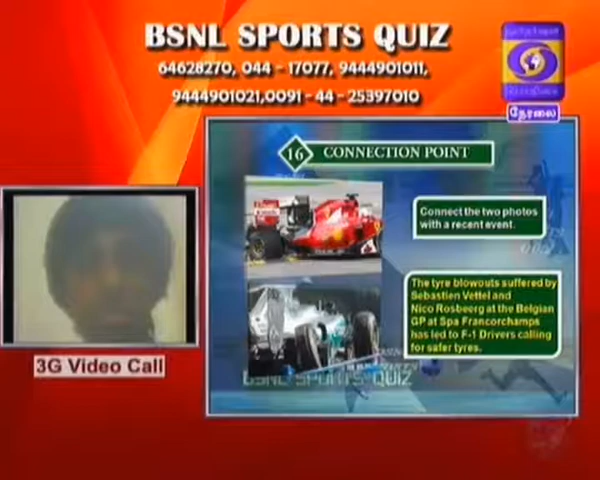 BSNL SPORTS QUIZ
64628270, 044 - 17077, 9444901011,
9444901021,0091 - 44 - 25397010
நேரலை
16 CONNECTION POINT
Connect the two photos
with a recent event.
The tyre blowouts suffered by
Sebastien Vettel and
Nico Rosbeerg at the Belgian
GP at Spa Francorchamps
has led to F-1 Drivers calling
for safer tyres.
BSNL SPORTS QUIZ
3G Video Call